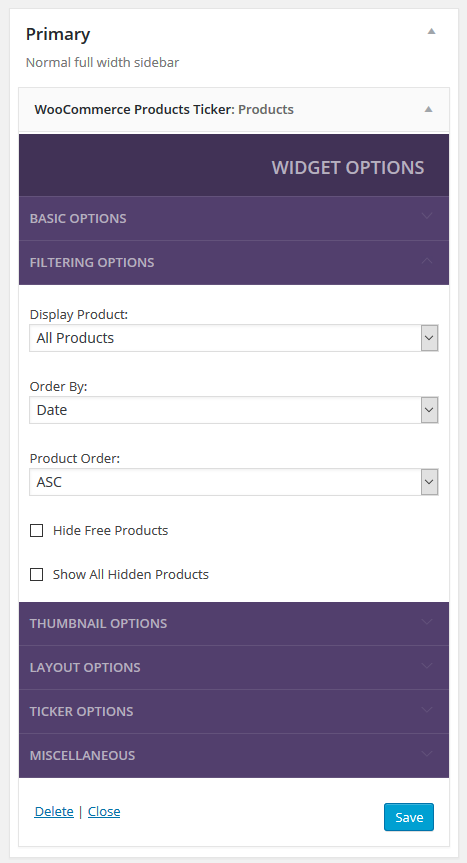 Primary
Normal full width sidebar
WooCommerce Products Ticker: Products
WIDGET OPTIONS
BASIC OPTIONS
FILTERING OPTIONS
Display Product:
All Products
Order By:
Date
Product Order:
ASC
Hide Free Products
Show All Hidden Products
THUMBNAIL OPTIONS
LAYOUT OPTIONS
TICKER OPTIONS
MISCELLANEOUS
Delete | Close
Save